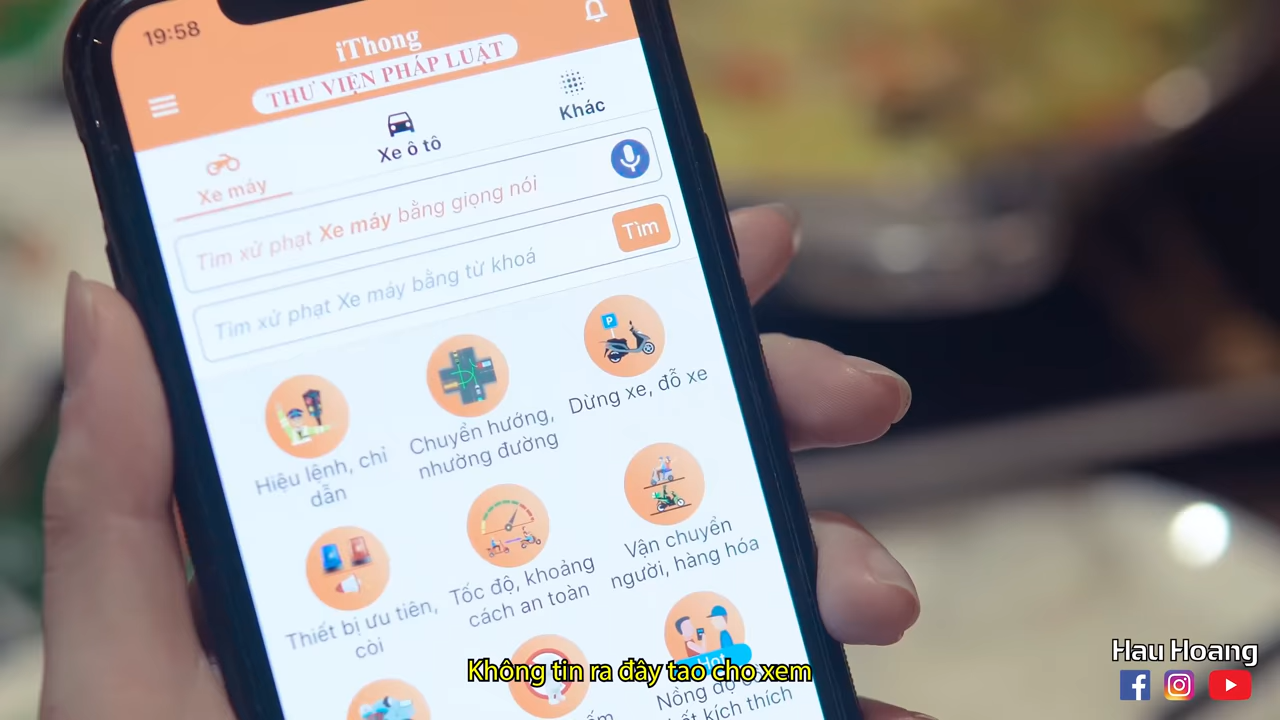 19:58
iThong
THƯ VIỆN PHÁP LUẬT
Xe máy
Xe ô tô
Khác
Tìm xử phạt Xe máy bằng giọng nói
Tìm xử phạt Xe máy bằng từ khoá
Tìm
Hiệu lệnh, chỉ
dẫn
Chuyển hướng,
nhường đường
P
Dừng xe, đỗ xe
Thiết bị ưu tiên,
còi
Tốc độ, khoảng
cách an toàn
Vận chuyển
người, hàng hóa
Hot
Nồng độ
kích thích
Không tin ra đây tao cho xem
Hau Hoang